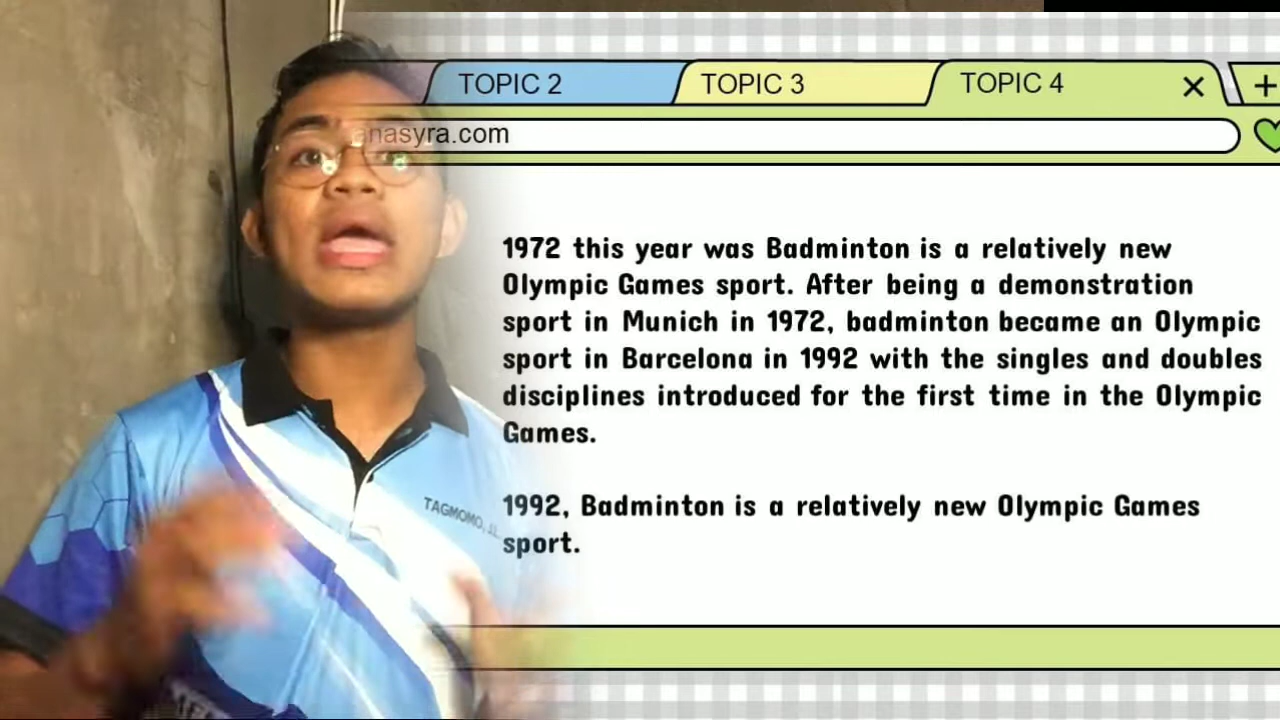 TOPIC 2
TOPIC 3
TOPIC 4
anasyra.com
1972 this year was Badminton is a relatively new
Olympic Games sport. After being a demonstration
sport in Munich in 1972, badminton became an Olympic
sport in Barcelona in 1992 with the singles and doubles
disciplines introduced for the first time in the Olympic
Games.
1992, Badminton is a relatively new Olympic Games
sport.
TAGMOMO,